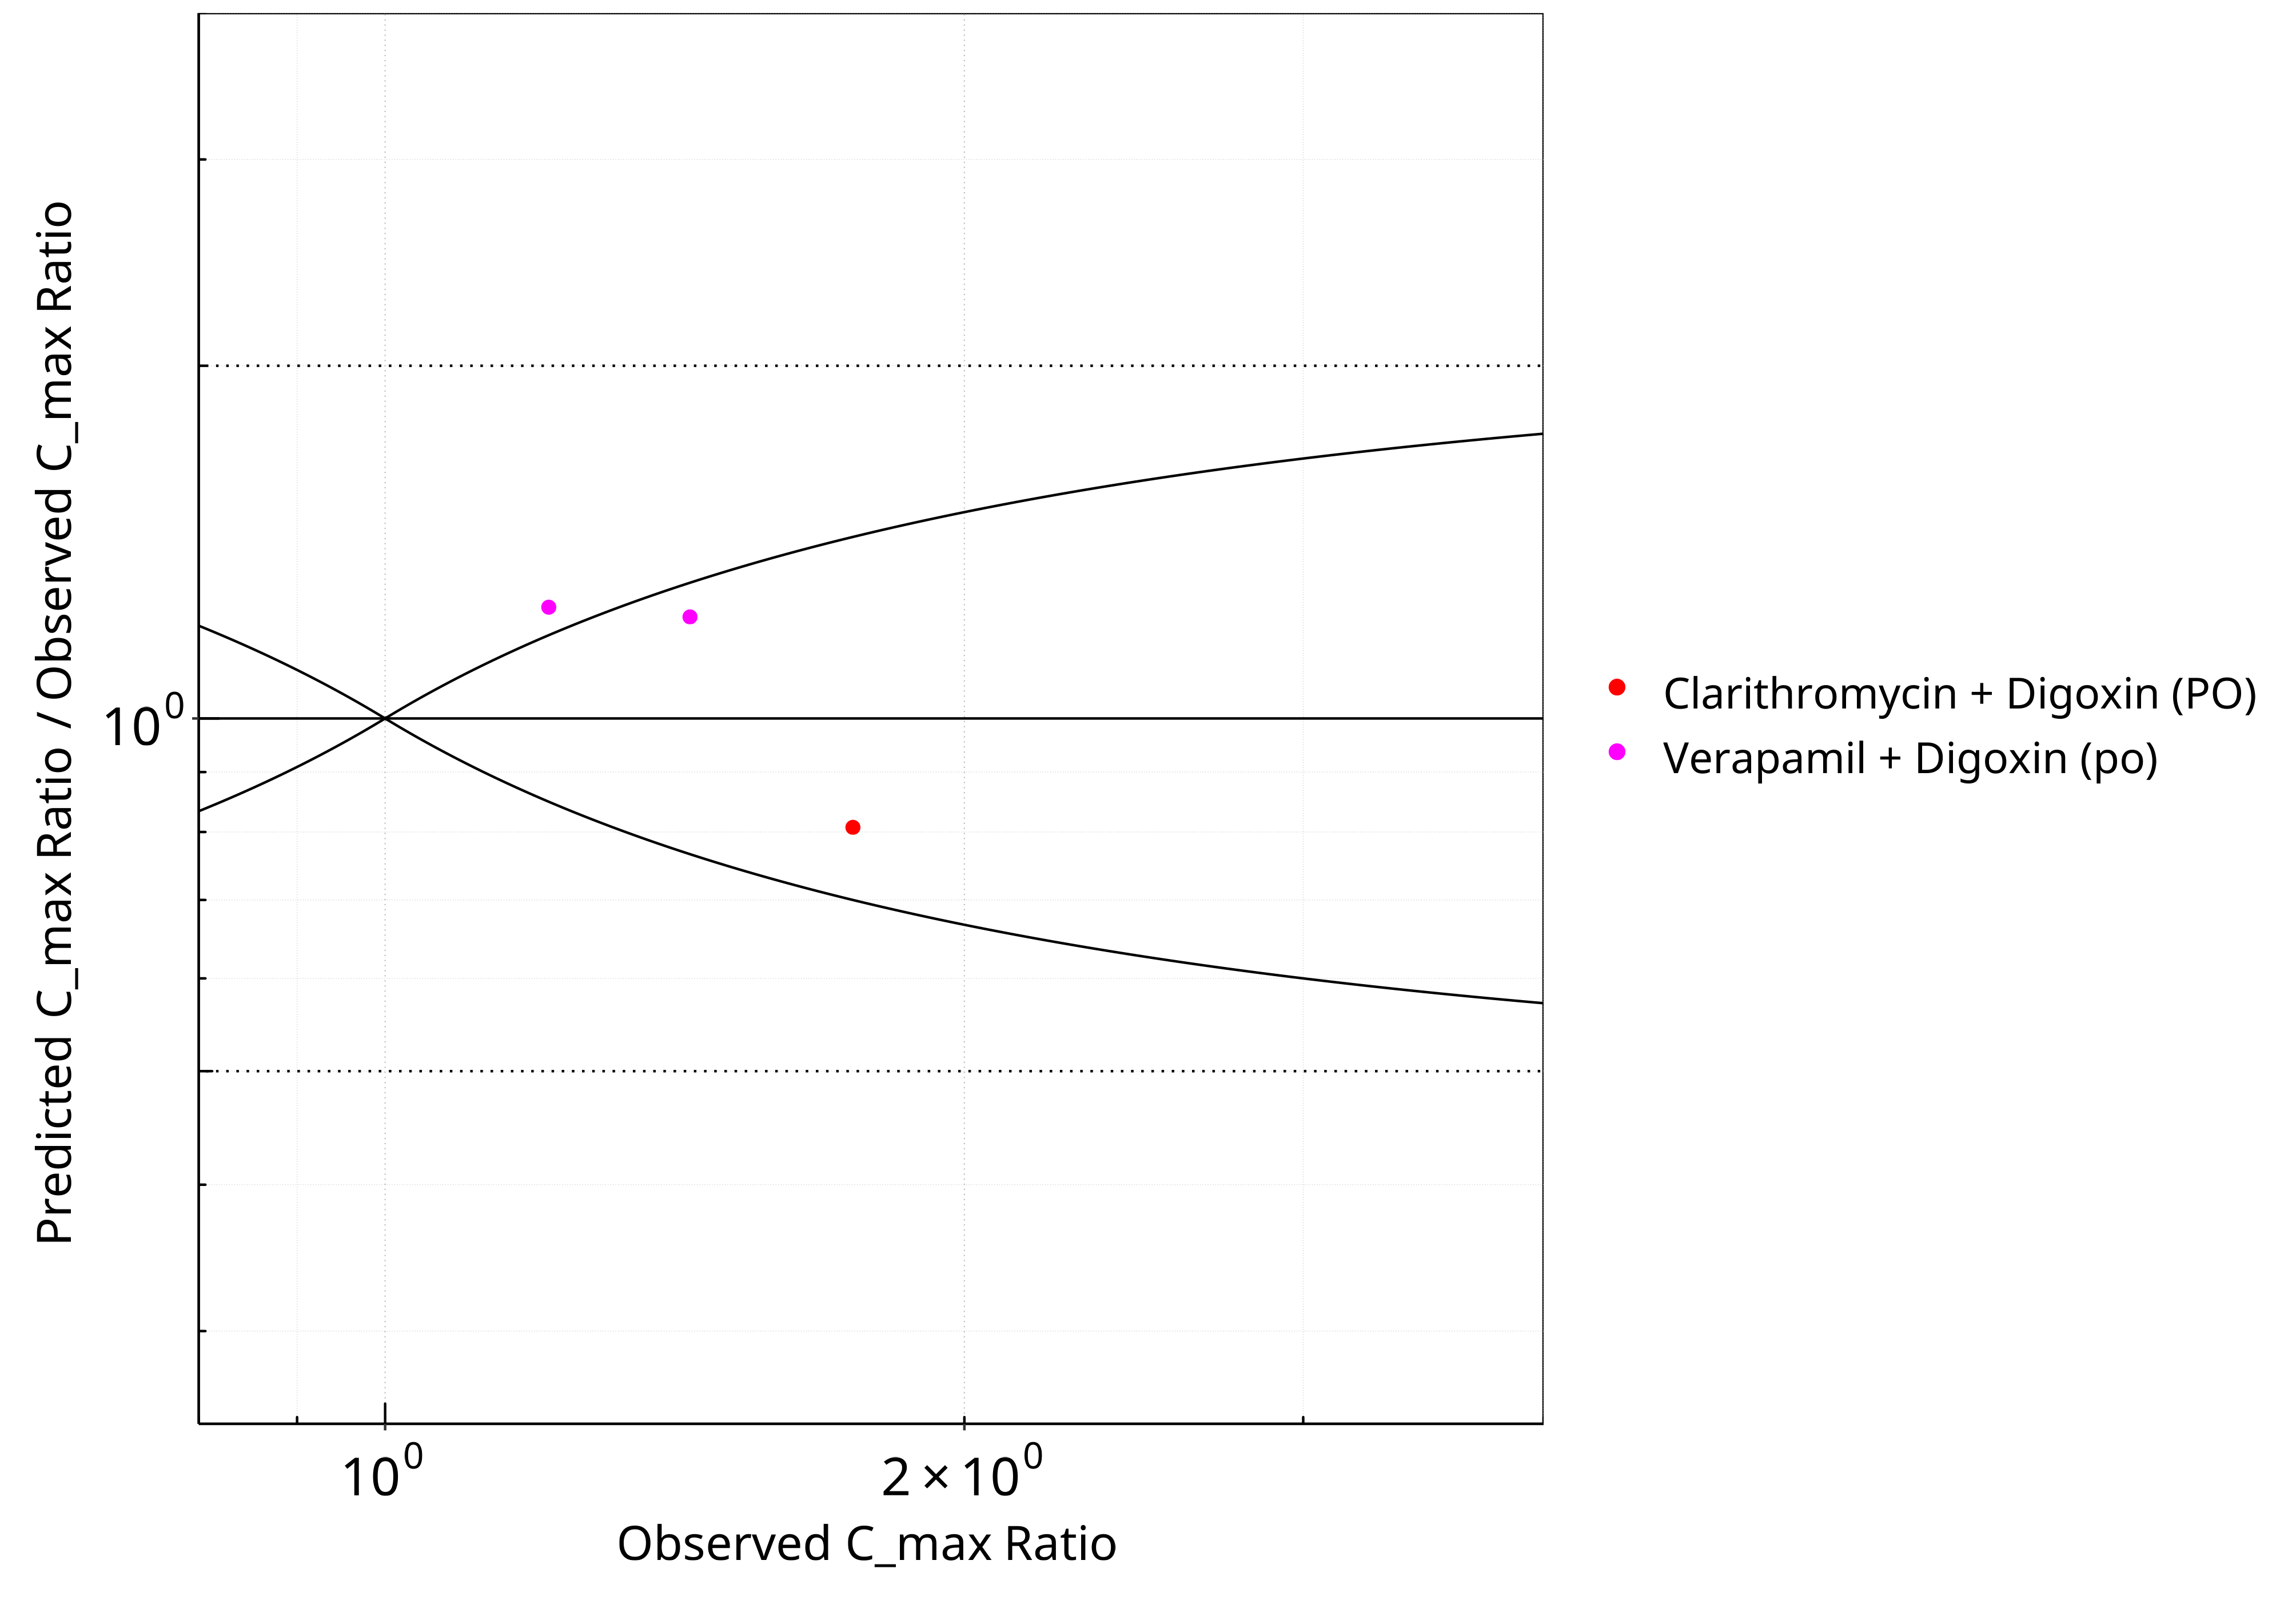 Predicted C_max Ratio / Observed C_max Ratio
10⁰
10⁰
2 × 10⁰
Observed C_max Ratio
Clarithromycin + Digoxin (PO)
Verapamil + Digoxin (po)